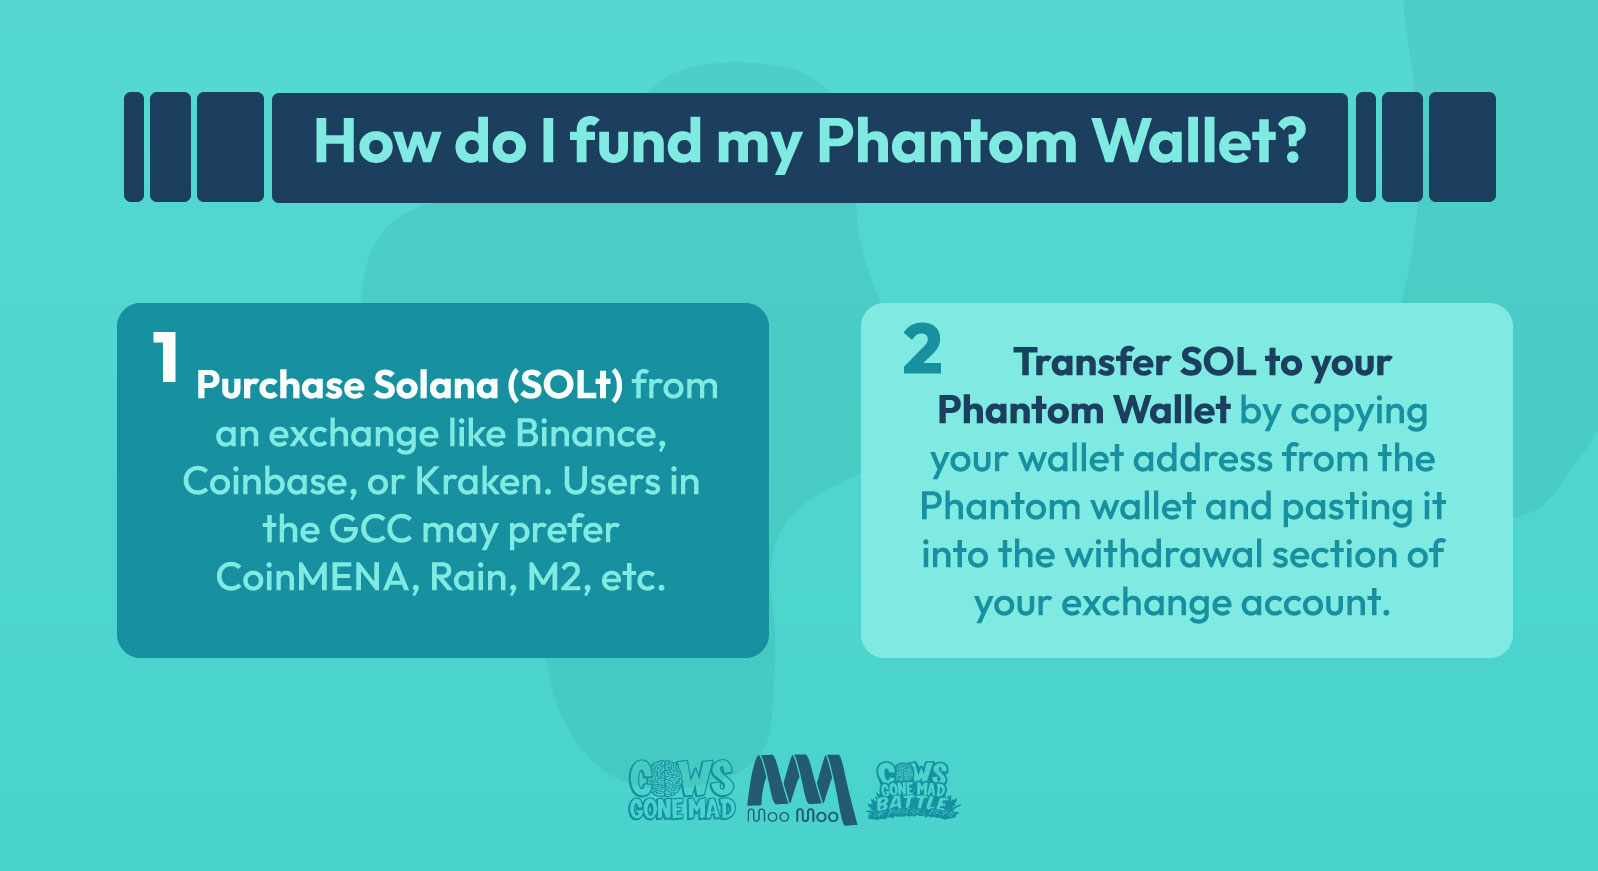 How do I fund my Phantom Wallet?
1
Purchase Solana (SOLt) from
an exchange like Binance,
Coinbase, or Kraken. Users in
the GCC may prefer
CoinMENA, Rain, M2, etc.
2
Transfer SOL to your
Phantom Wallet by copying
your wallet address from the
Phantom wallet and pasting it
into the withdrawal section of
your exchange account.
COWS
GONE MAD
Moo Moo
COWS
GONE MAD
BATTLE